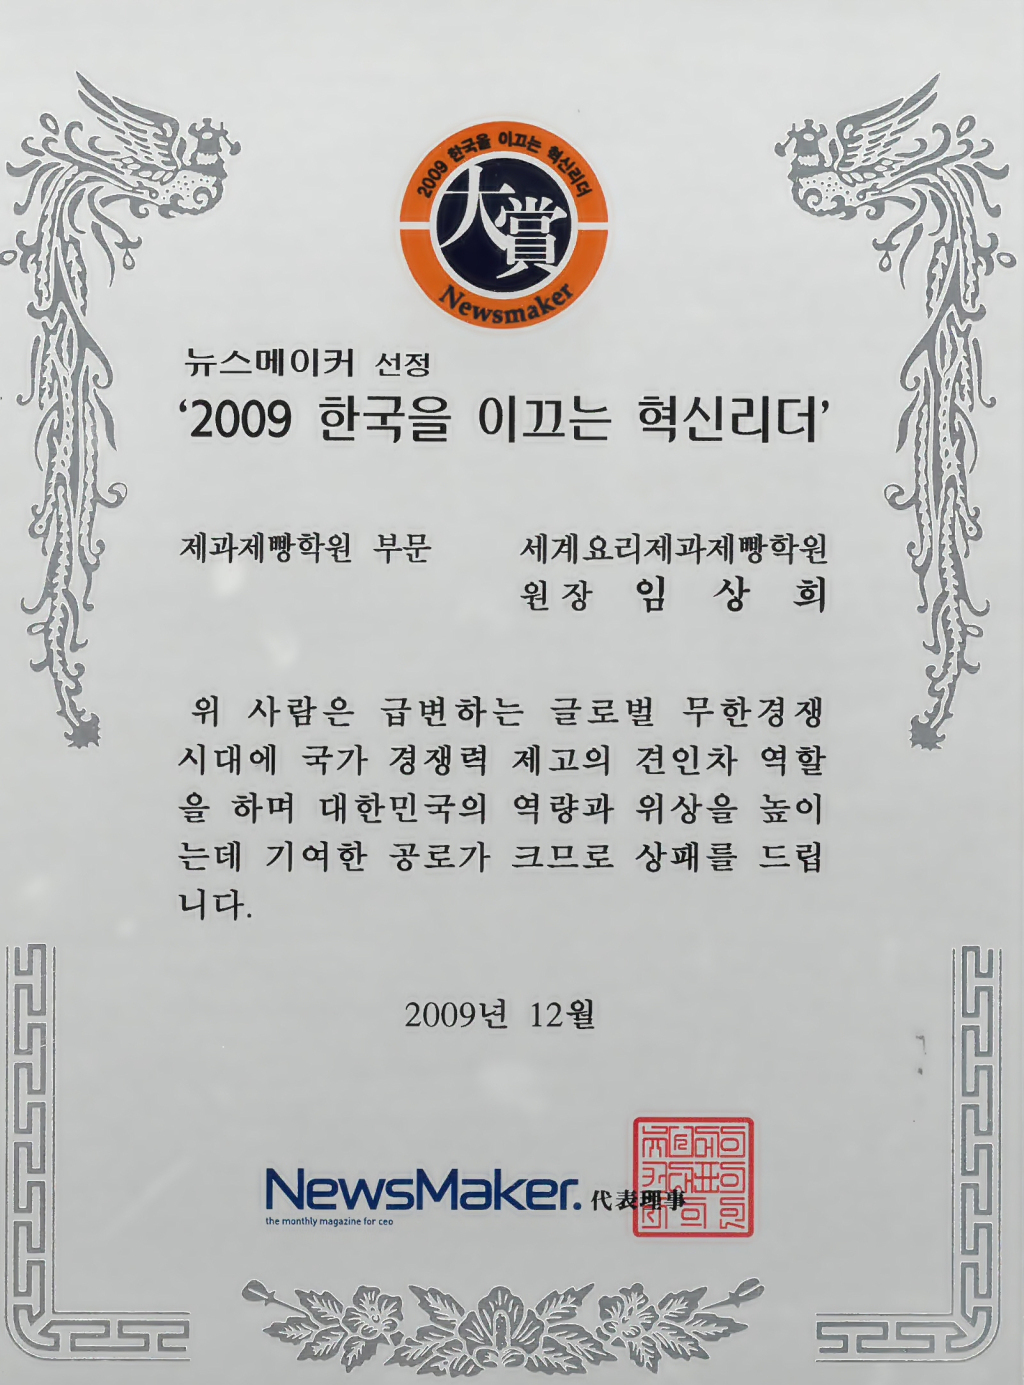 2009 한국을 이끄는 혁신리더
大賞
Newsmaker
뉴스메이커 선정
‘2009 한국을 이끄는 혁신리더’
제과제빵학원 부문 세계요리제과제빵학원
원장 임 상 희
위 사람은 급변하는 글로벌 무한경쟁
시대에 국가 경쟁력 제고의 견인차 역할
을 하며 대한민국의 역량과 위상을 높이
는데 기여한 공로가 크므로 상패를 드립
니다.
2009년 12월
NewsMaker. 代表理事
the monthly magazine for ceo